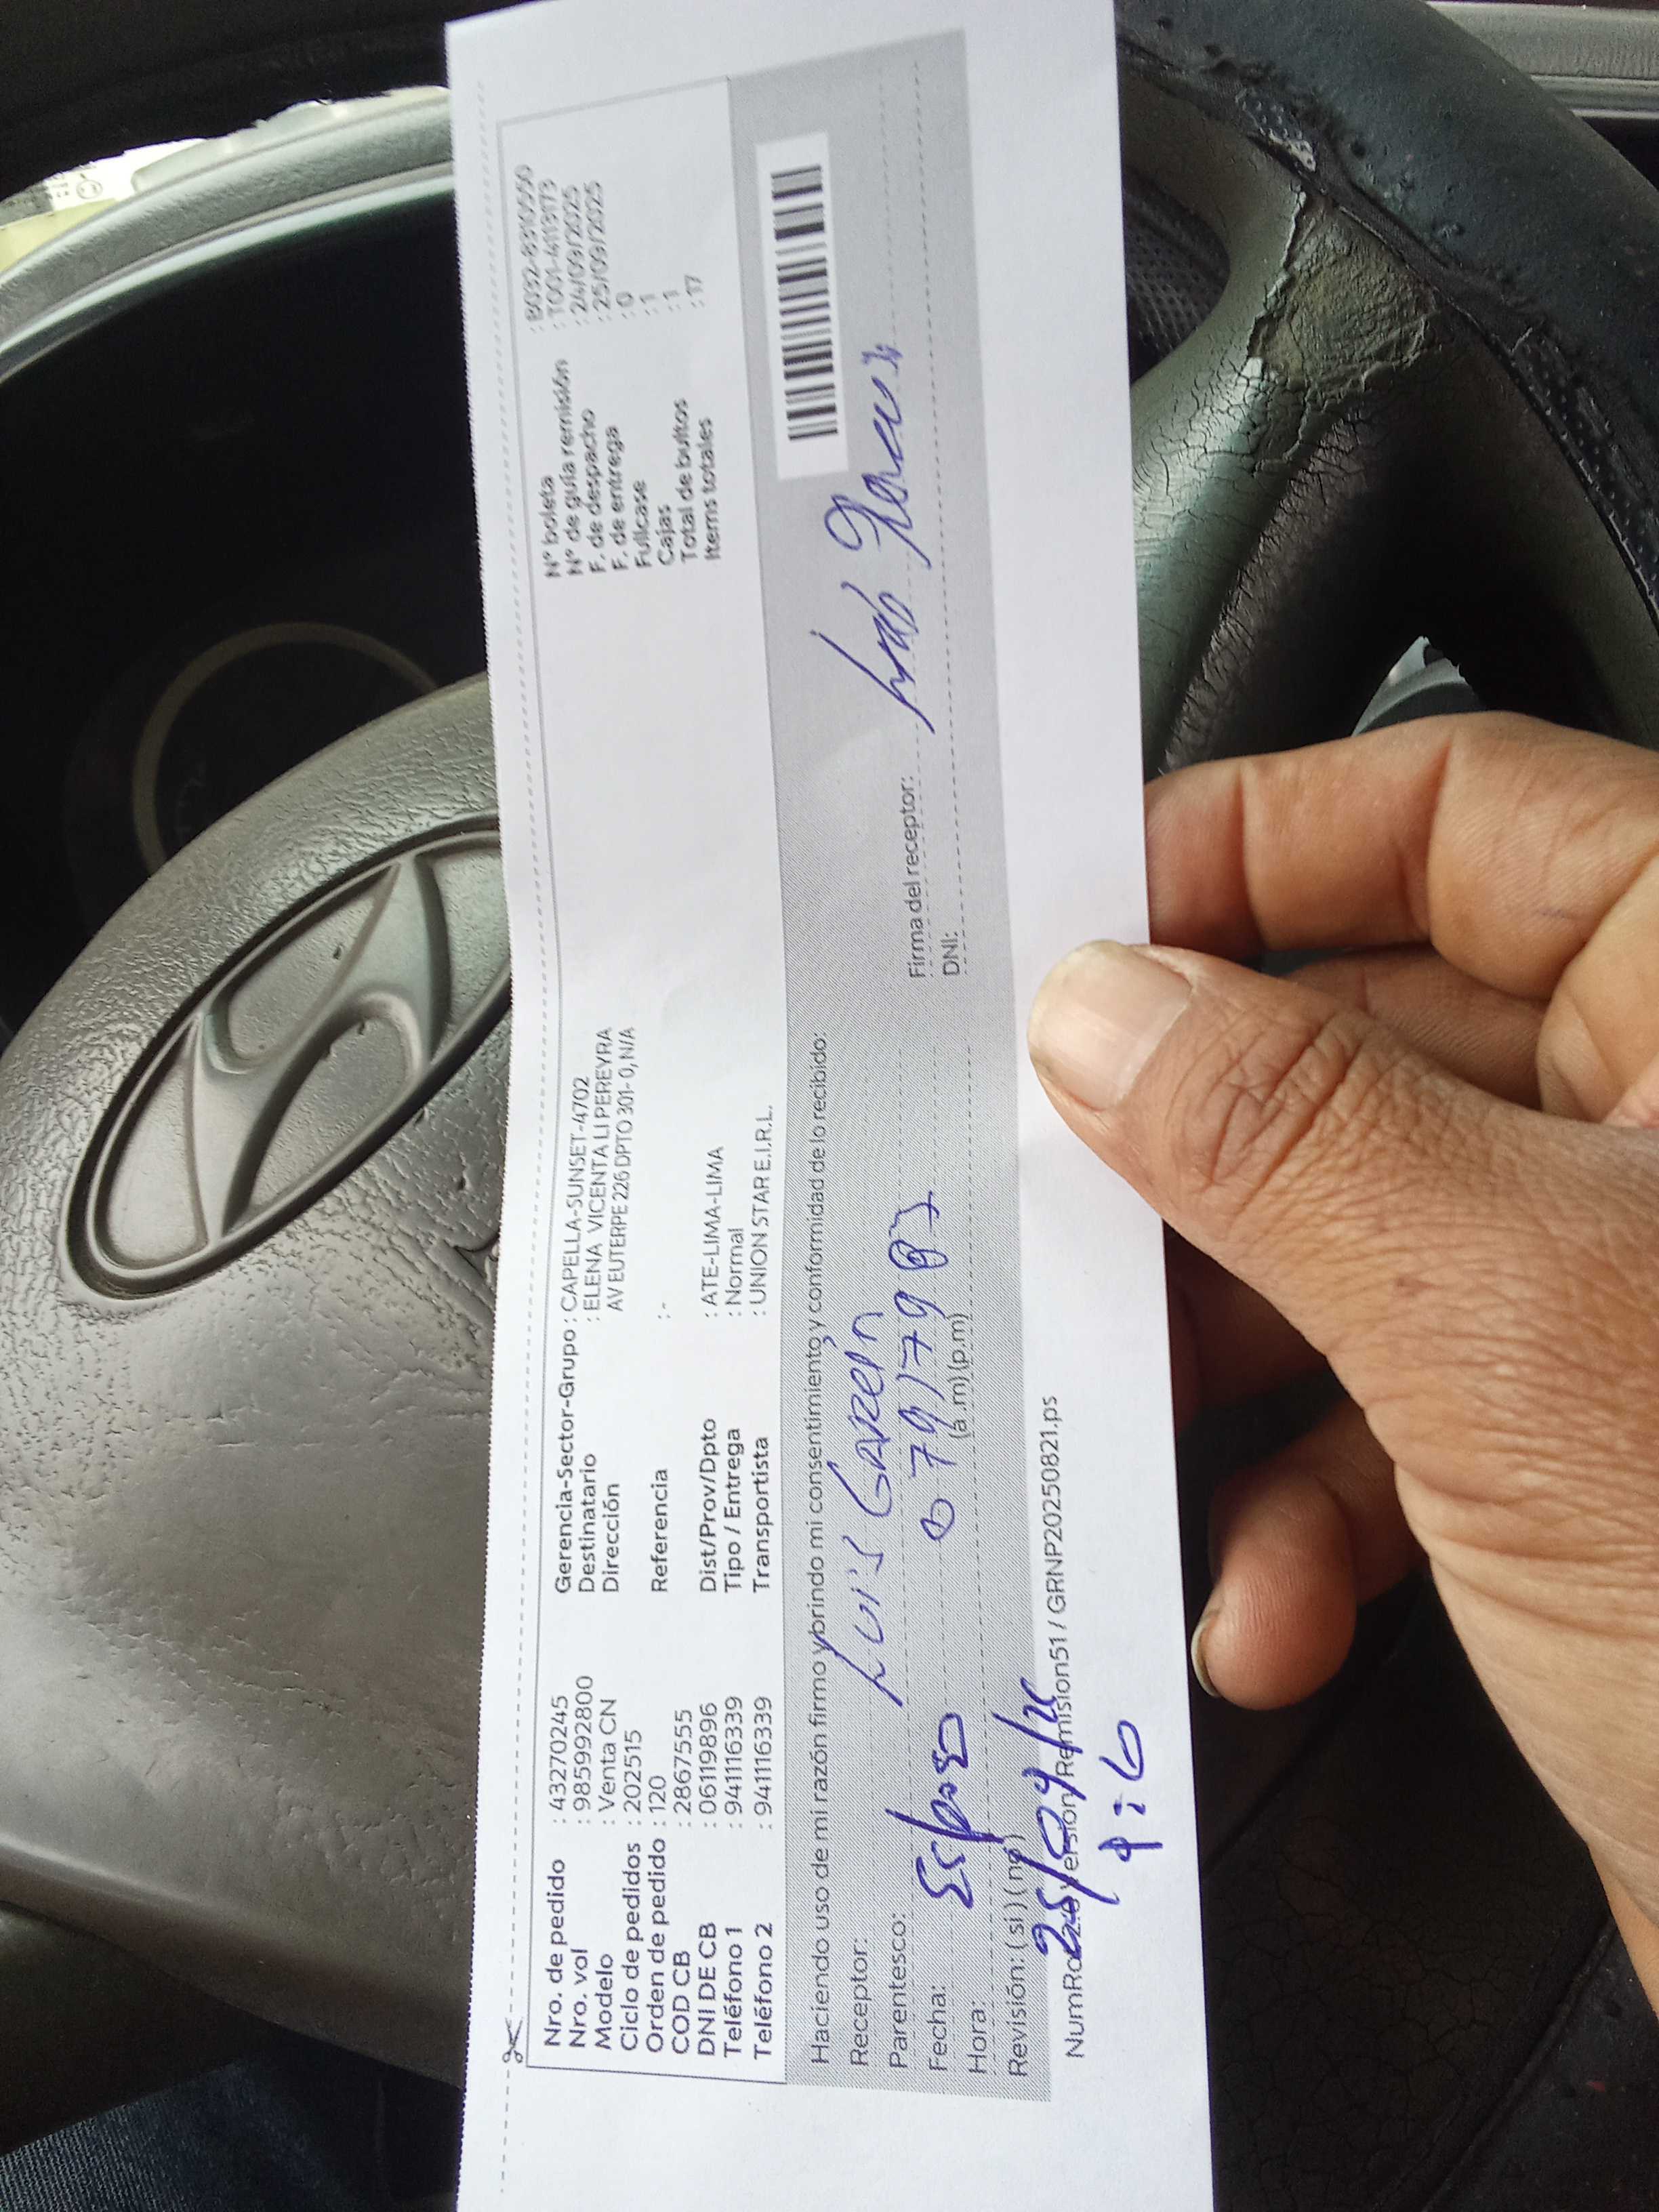 Nro. de pedido : 43270245
Nro. vol : 985992800
Modelo : Venta CN
Ciclo de pedidos : 202515
Orden de pedido : 120
COD CB : 2867555
DNI DE CB : 06119896
Teléfono 1 : 941116339
Teléfono 2 : 941116339
Gerencia-Sector-Grupo : CAPELLA-SUNSET-4702
Destinatario : ELENA VICENTA LI PEREYRA
Dirección AV EUTERPE 226 DPTO 301- 0, N/A
Referencia : -
Dist/Prov/Dpto : ATE-LIMA-LIMA
Tipo / Entrega : Normal
Transportista : UNION STAR E.I.R.L.
N° boleta : B032-8310550
N° de guía remisión : T001-4113173
F. de despacho : 24/09/2025
F. de entrega : 25/09/2025
Fullcase : 0
Cajas : 1
Total de bultos : 1
Items totales : 17
Haciendo uso de mi razón firmo y brindo mi consentimiento y conformidad de lo recibido:
Receptor: Luis
Parentesco: Esposo
Fecha:
Hora: (a.m) (p.m)
Revisión: ( si ) ( no )
Firma del receptor:
DNI:
25/09/25
Remision51 / GRNP20250821.ps